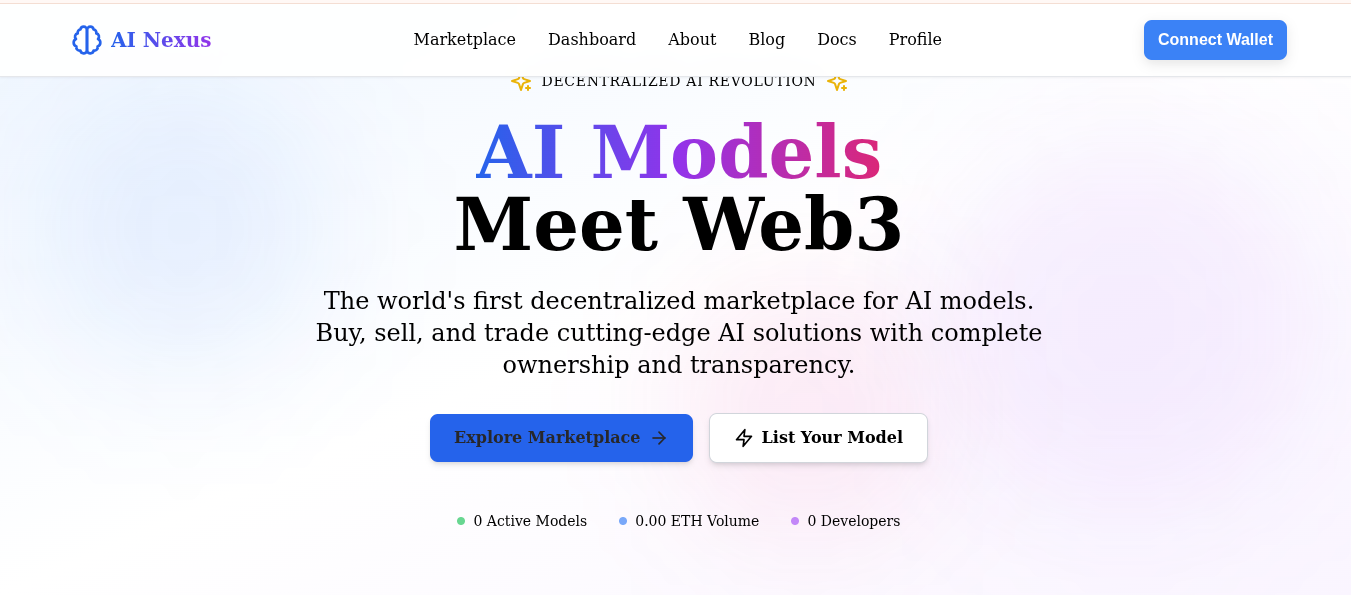 AI Nexus
Marketplace Dashboard About Blog Docs Profile
Connect Wallet
DECENTRALIZED AI REVOLUTION
AI Models
Meet Web3
The world's first decentralized marketplace for AI models.
Buy, sell, and trade cutting-edge AI solutions with complete
ownership and transparency.
Explore Marketplace
List Your Model
0 Active Models
0.00 ETH Volume
0 Developers